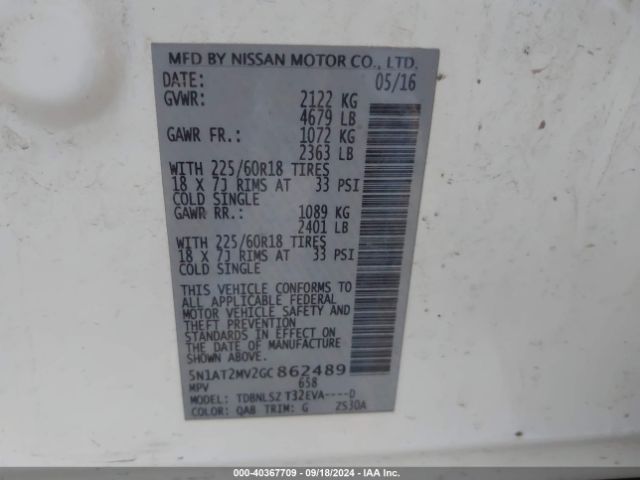 MFD BY NISSAN MOTOR CO., LTD.
DATE: 05/16
GVWR: 2122 KG
4679 LB
GAWR FR.: 1072 KG
2363 LB
WITH 225/60R18 TIRES
18 X 7J RIMS AT 33 PSI
COLD SINGLE
GAWR RR.: 1089 KG
2401 LB
WITH 225/60R18 TIRES
18 X 7J RIMS AT 33 PSI
COLD SINGLE
THIS VEHICLE CONFORMS TO
ALL APPLICABLE FEDERAL
MOTOR VEHICLE SAFETY AND
THEFT PREVENTION
STANDARDS IN EFFECT ON
THE DATE OF MANUFACTURE
SHOWN ABOVE.
5N1AT2MV2GC862489
MPV 658
MODEL: TDBNLSZ T32EVA----D
COLOR: QAB TRIM: G ZS30A
000-40367709 - 09/18/2024 - IAA Inc.